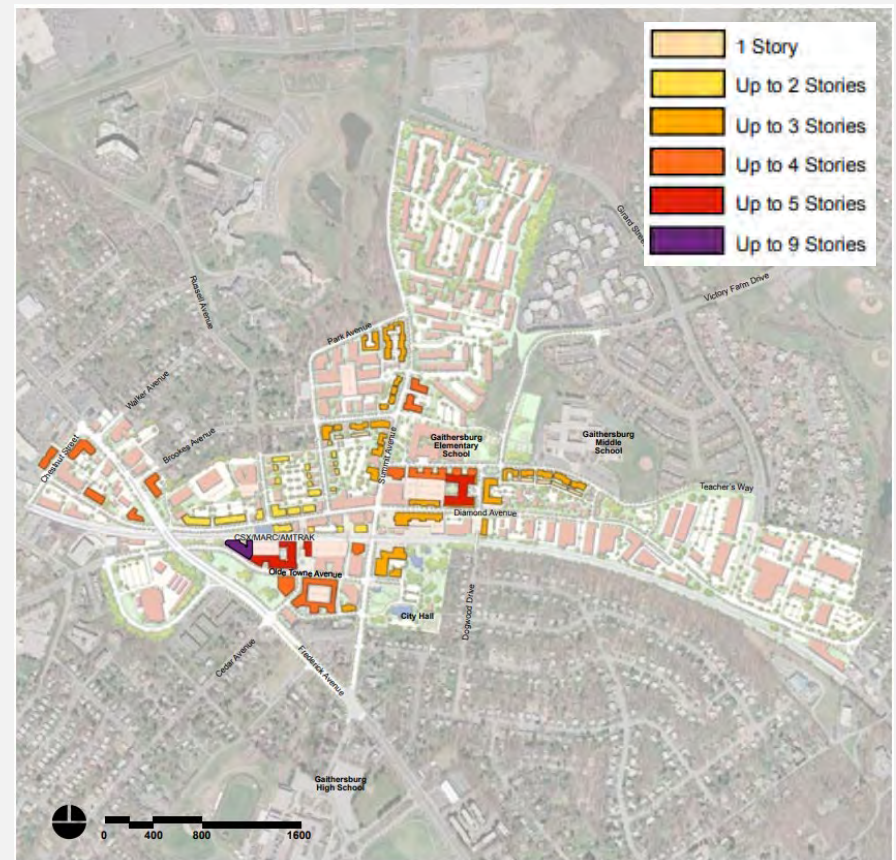 1 Story
Up to 2 Stories
Up to 3 Stories
Up to 4 Stories
Up to 5 Stories
Up to 9 Stories
Girard Street
Victory Farm Drive
Russell Avenue
Park Avenue
Walker Avenue
Brookes Avenue
Chestnut Street
Summit Avenue
Gaithersburg
Elementary
School
Gaithersburg
Middle
School
Teacher's Way
Diamond Avenue
CSX/MARC/AMTRAK
Olde Towne Avenue
City Hall
Dogwood Drive
Cedar Avenue
Frederick Avenue
Gaithersburg
High School
0 400 800 1600